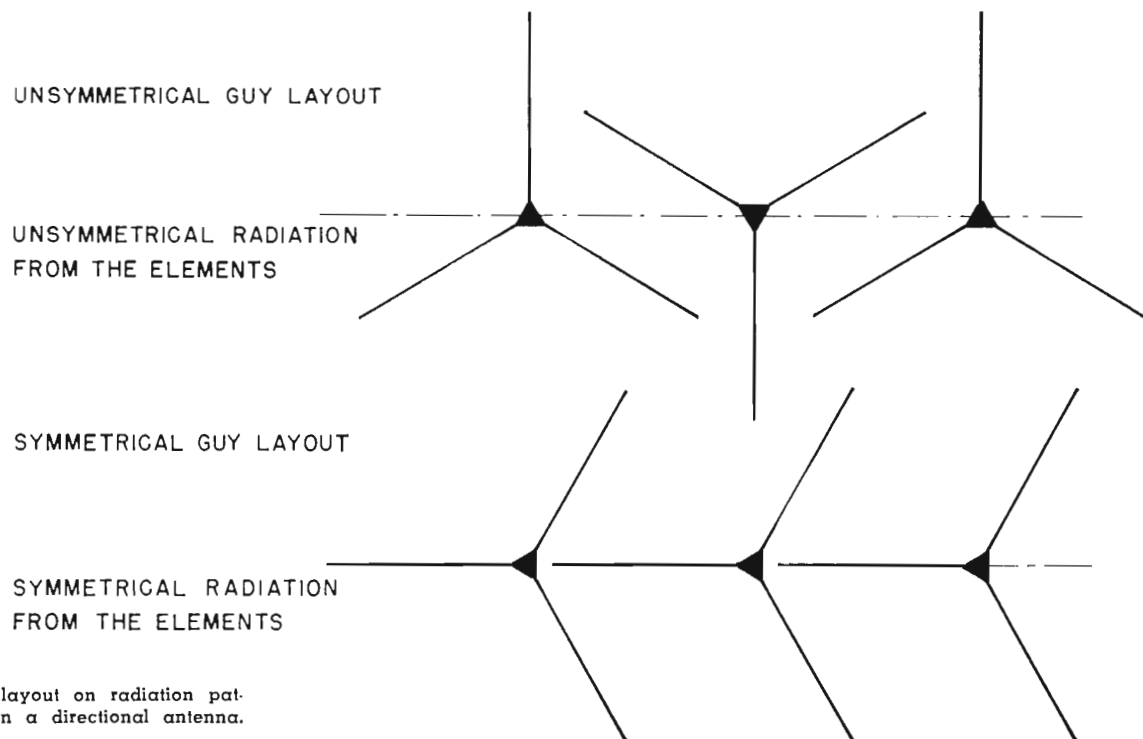 UNSYMMETRICAL GUY LAYOUT
UNSYMMETRICAL RADIATION
FROM THE ELEMENTS
SYMMETRICAL GUY LAYOUT
SYMMETRICAL RADIATION
FROM THE ELEMENTS
layout on radiation pat-
n a directional antenna.